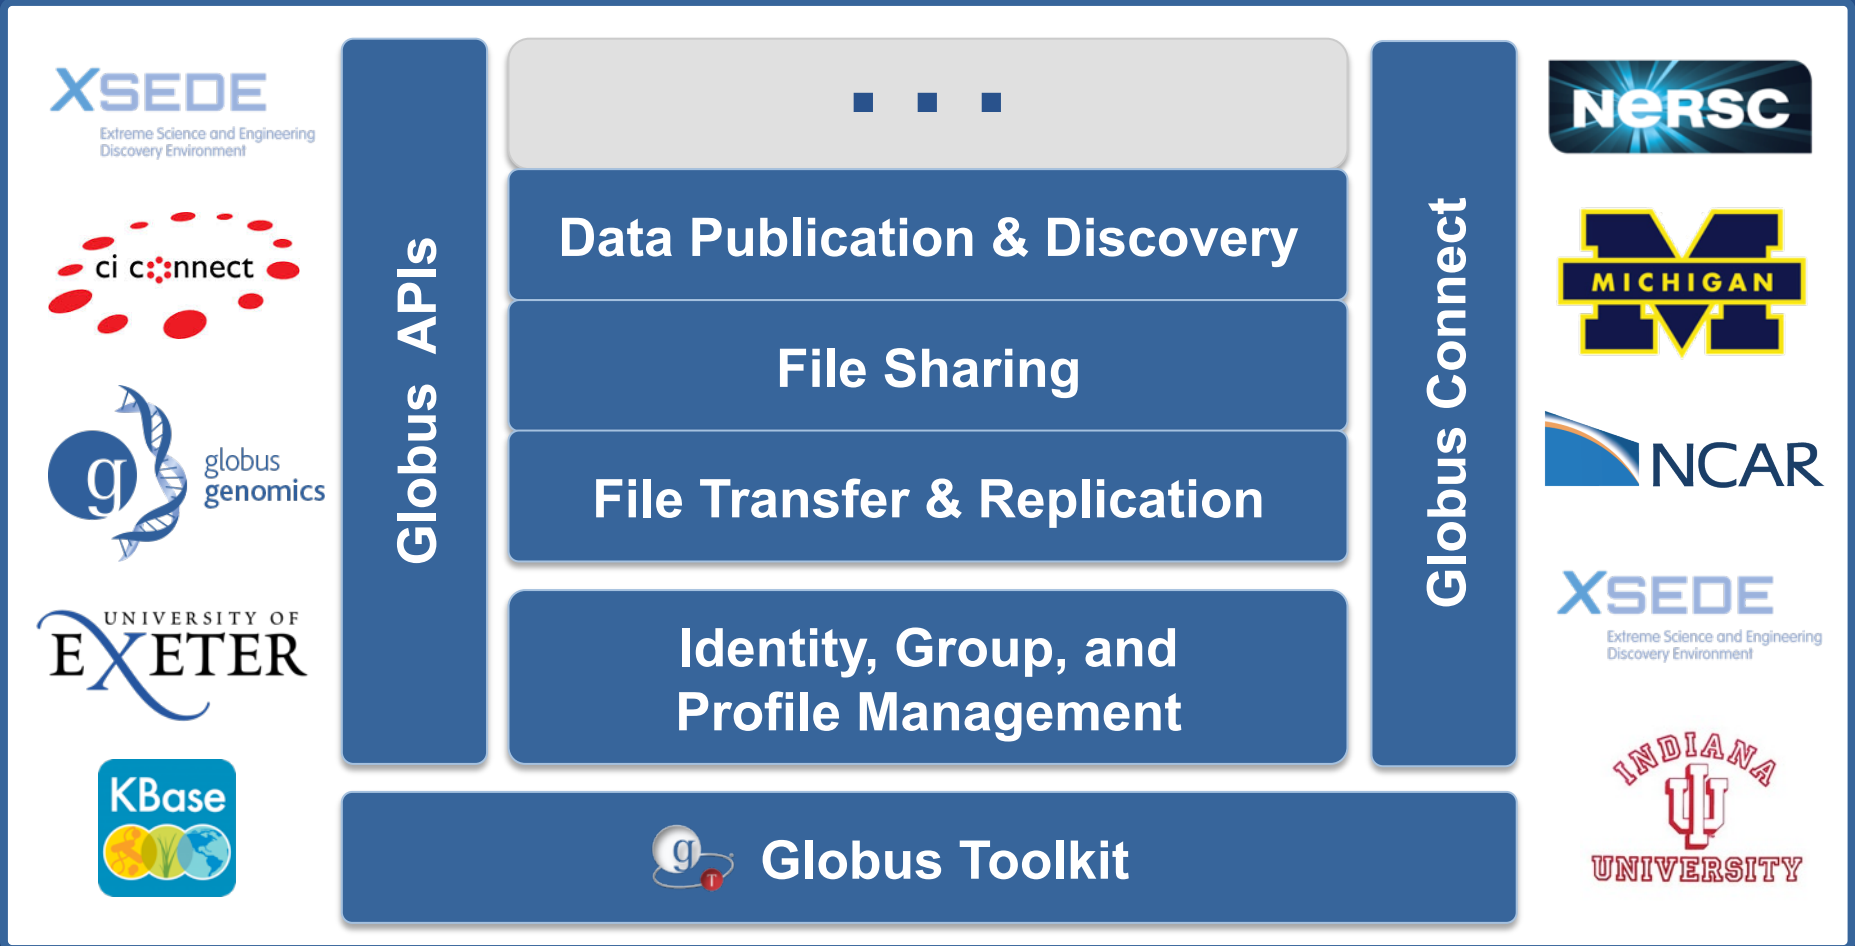 XSEDE
Extreme Science and Engineering
Discovery Environment
ci connect
g
globus
genomics
UNIVERSITY OF
EXETER
KBase
Globus APIs
...
Data Publication & Discovery
File Sharing
File Transfer & Replication
Identity, Group, and
Profile Management
Globus Connect
g
T
Globus Toolkit
NERSC
M
MICHIGAN
NCAR
XSEDE
Extreme Science and Engineering
Discovery Environment
INDIANA
IU
UNIVERSITY